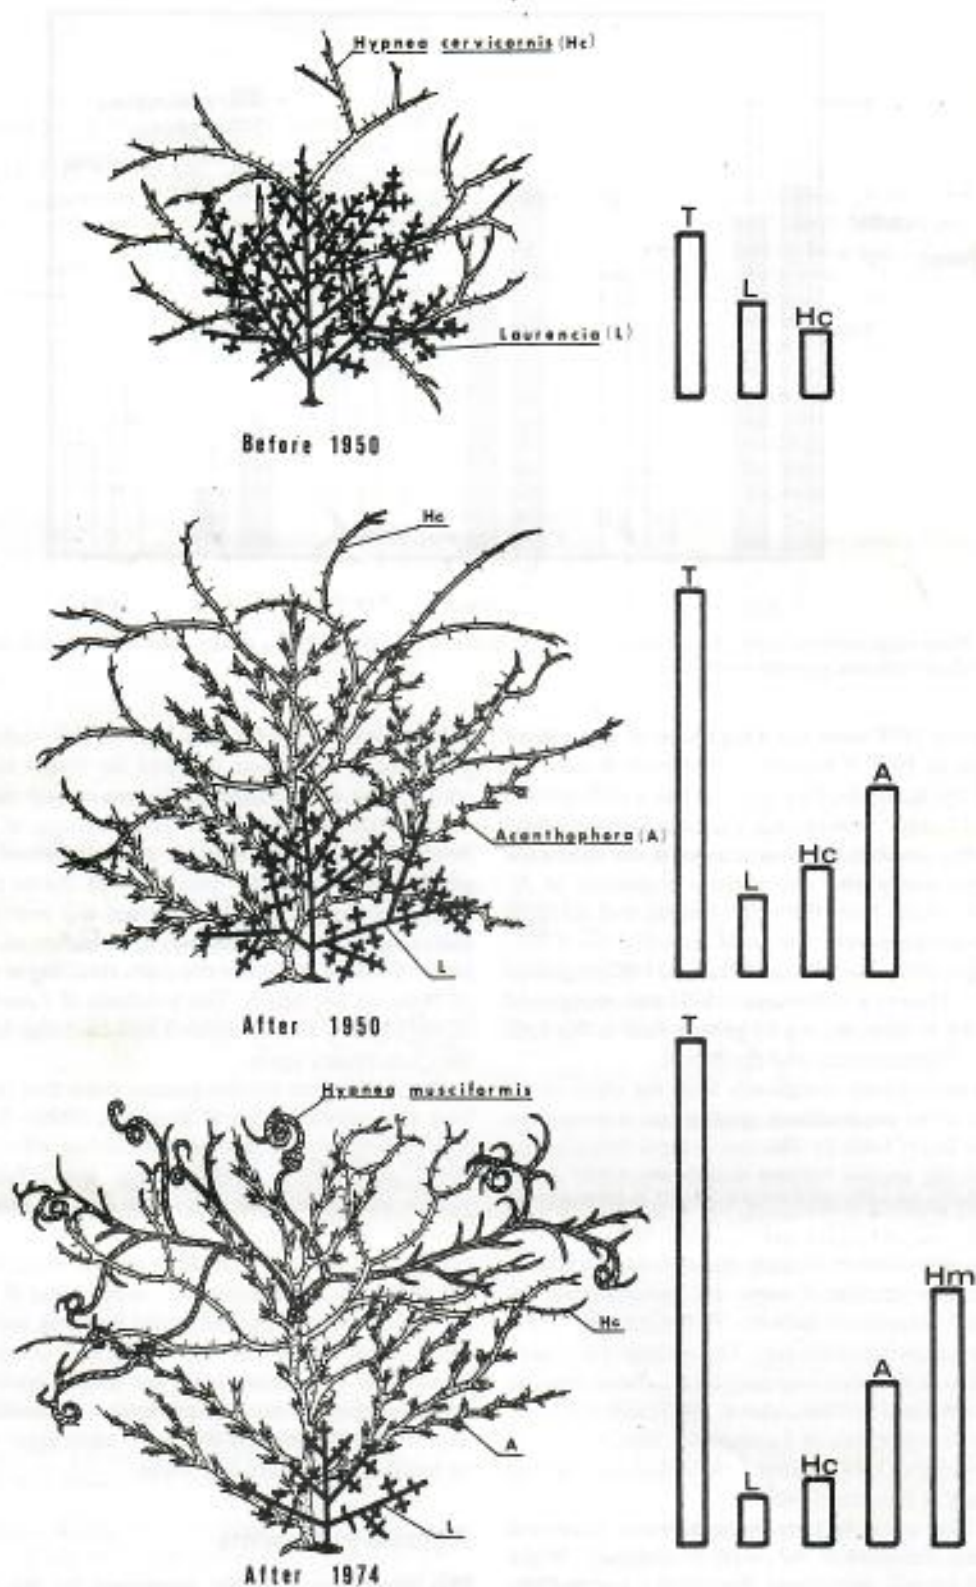 Hypnea cervicornis (Hc)
T
L
Hc
Laurencia (L)
Before 1950
Hc
T
A
Hc
Acanthophora (A)
L
L
After 1950
T
Hypnea musciformis
Hm
Hc
A
A
Hc
L
L
After 1974